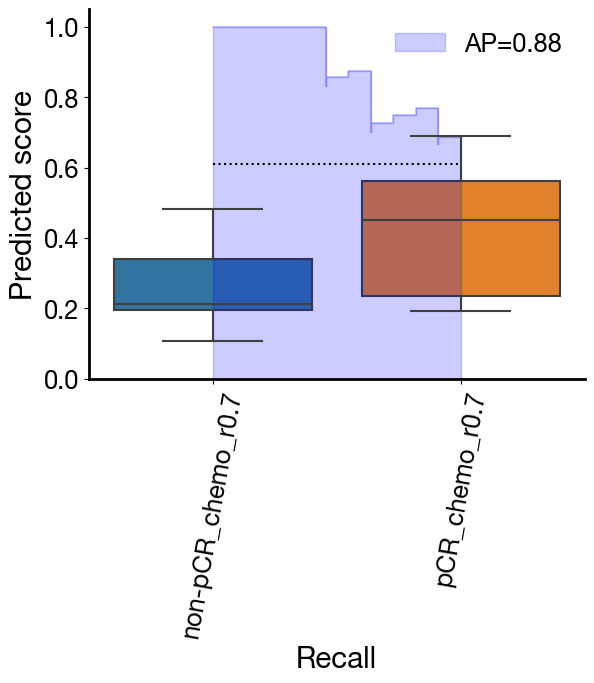 AP=0.88
Predicted score
1.0
0.8
0.6
0.4
0.2
0.0
non-pCR_chemo_r0.7
pCR_chemo_r0.7
Recall